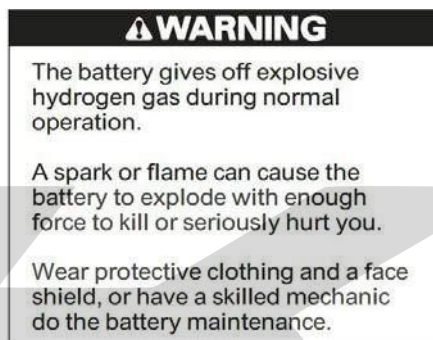 WARNING
The battery gives off explosive
hydrogen gas during normal
operation.
A spark or flame can cause the
battery to explode with enough
force to kill or seriously hurt you.
Wear protective clothing and a face
shield, or have a skilled mechanic
do the battery maintenance.